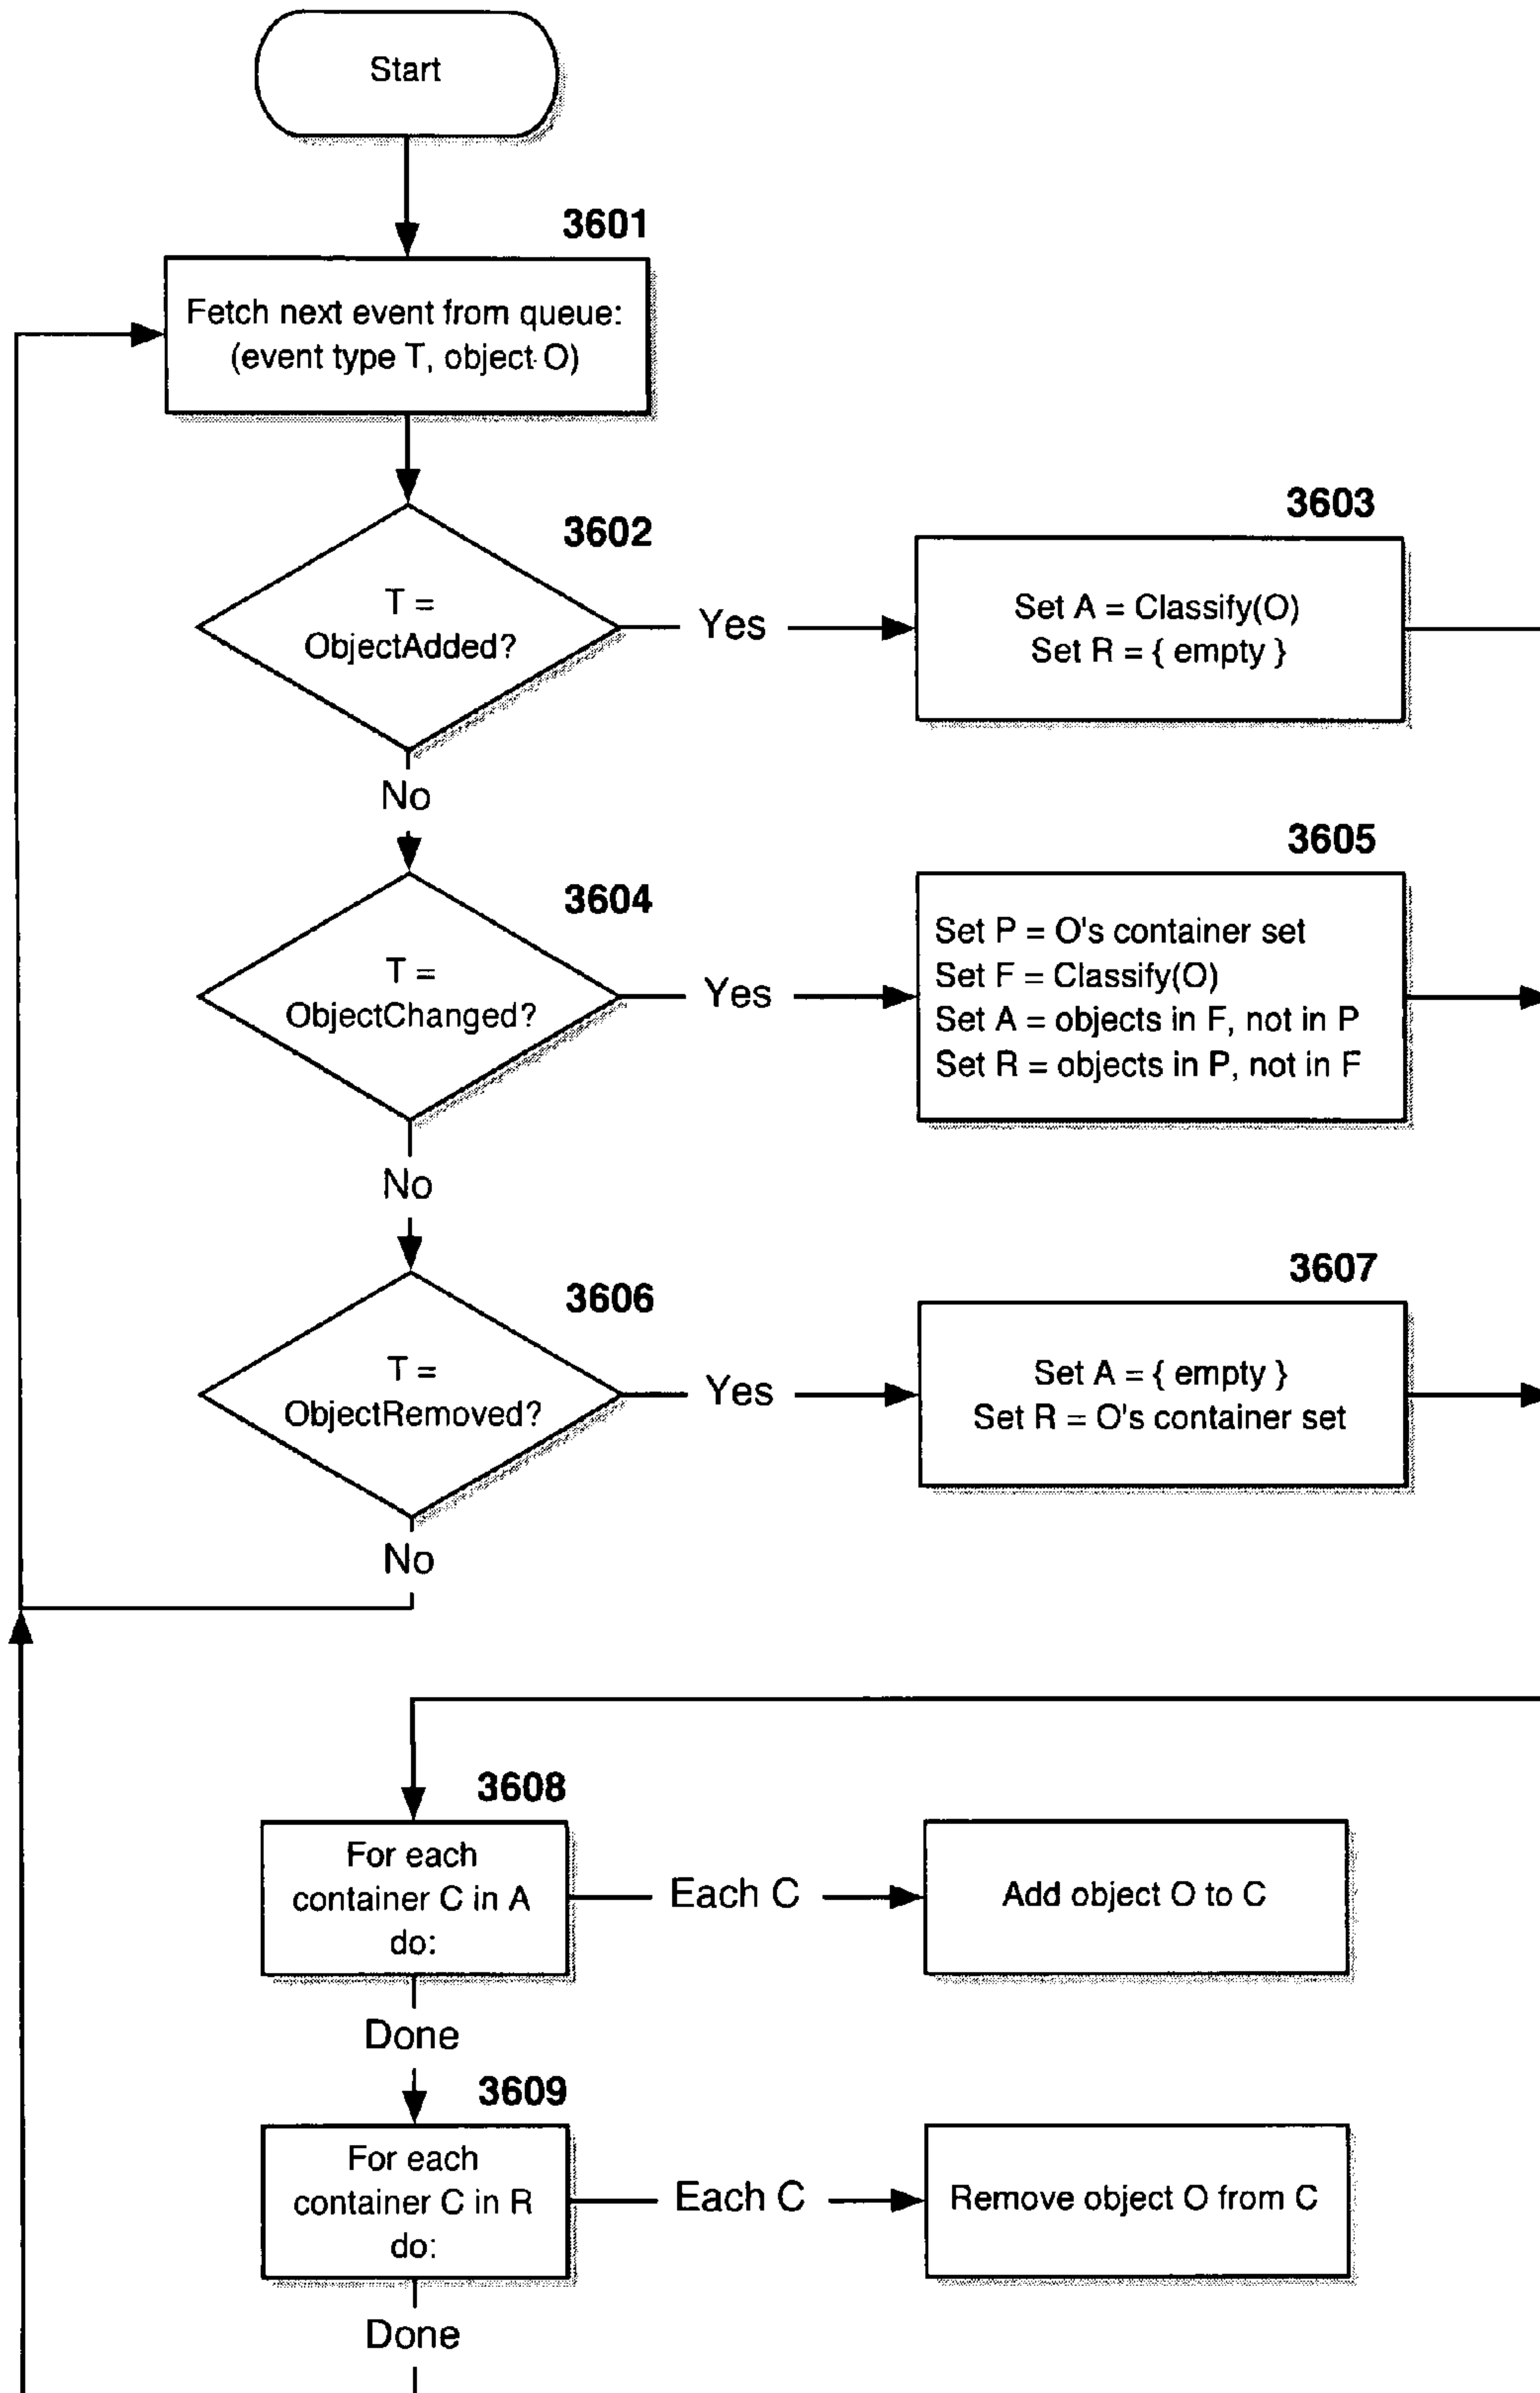 Start
3601
Fetch next event from queue:
(event type T, object O)
3602
T =
ObjectAdded?
Yes
3603
Set A = Classify(O)
Set R = { empty }
No
3604
T =
ObjectChanged?
Yes
3605
Set P = O's container set
Set F = Classify(O)
Set A = objects in F, not in P
Set R = objects in P, not in F
No
3606
T =
ObjectRemoved?
Yes
3607
Set A = { empty }
Set R = O's container set
No
3608
For each
container C in A
do:
Each C
Add object O to C
Done
3609
For each
container C in R
do:
Each C
Remove object O from C
Done